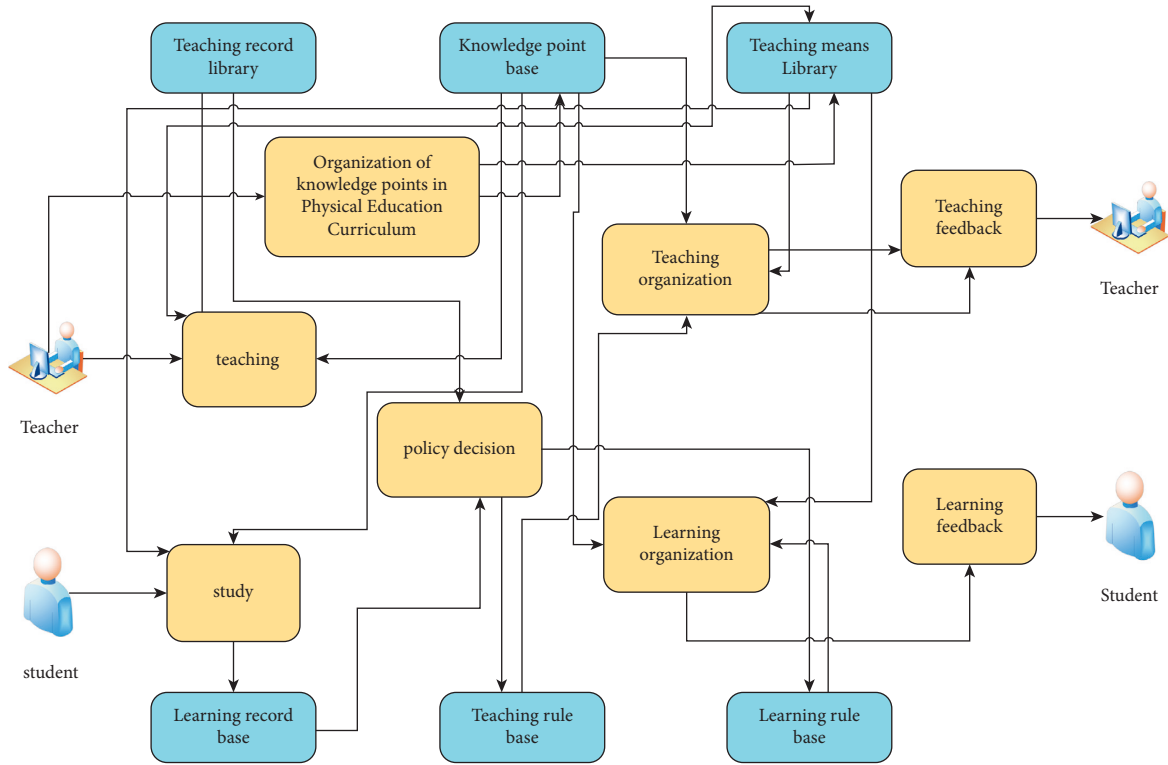 Teaching record
library
Knowledge point
base
Teaching means
Library
Organization of
knowledge points in
Physical Education
Curriculum
Teaching
feedback
Teaching
organization
Teacher
teaching
Teacher
policy decision
Learning
feedback
Learning
organization
study
Student
student
Learning record
base
Teaching rule
base
Learning rule
base